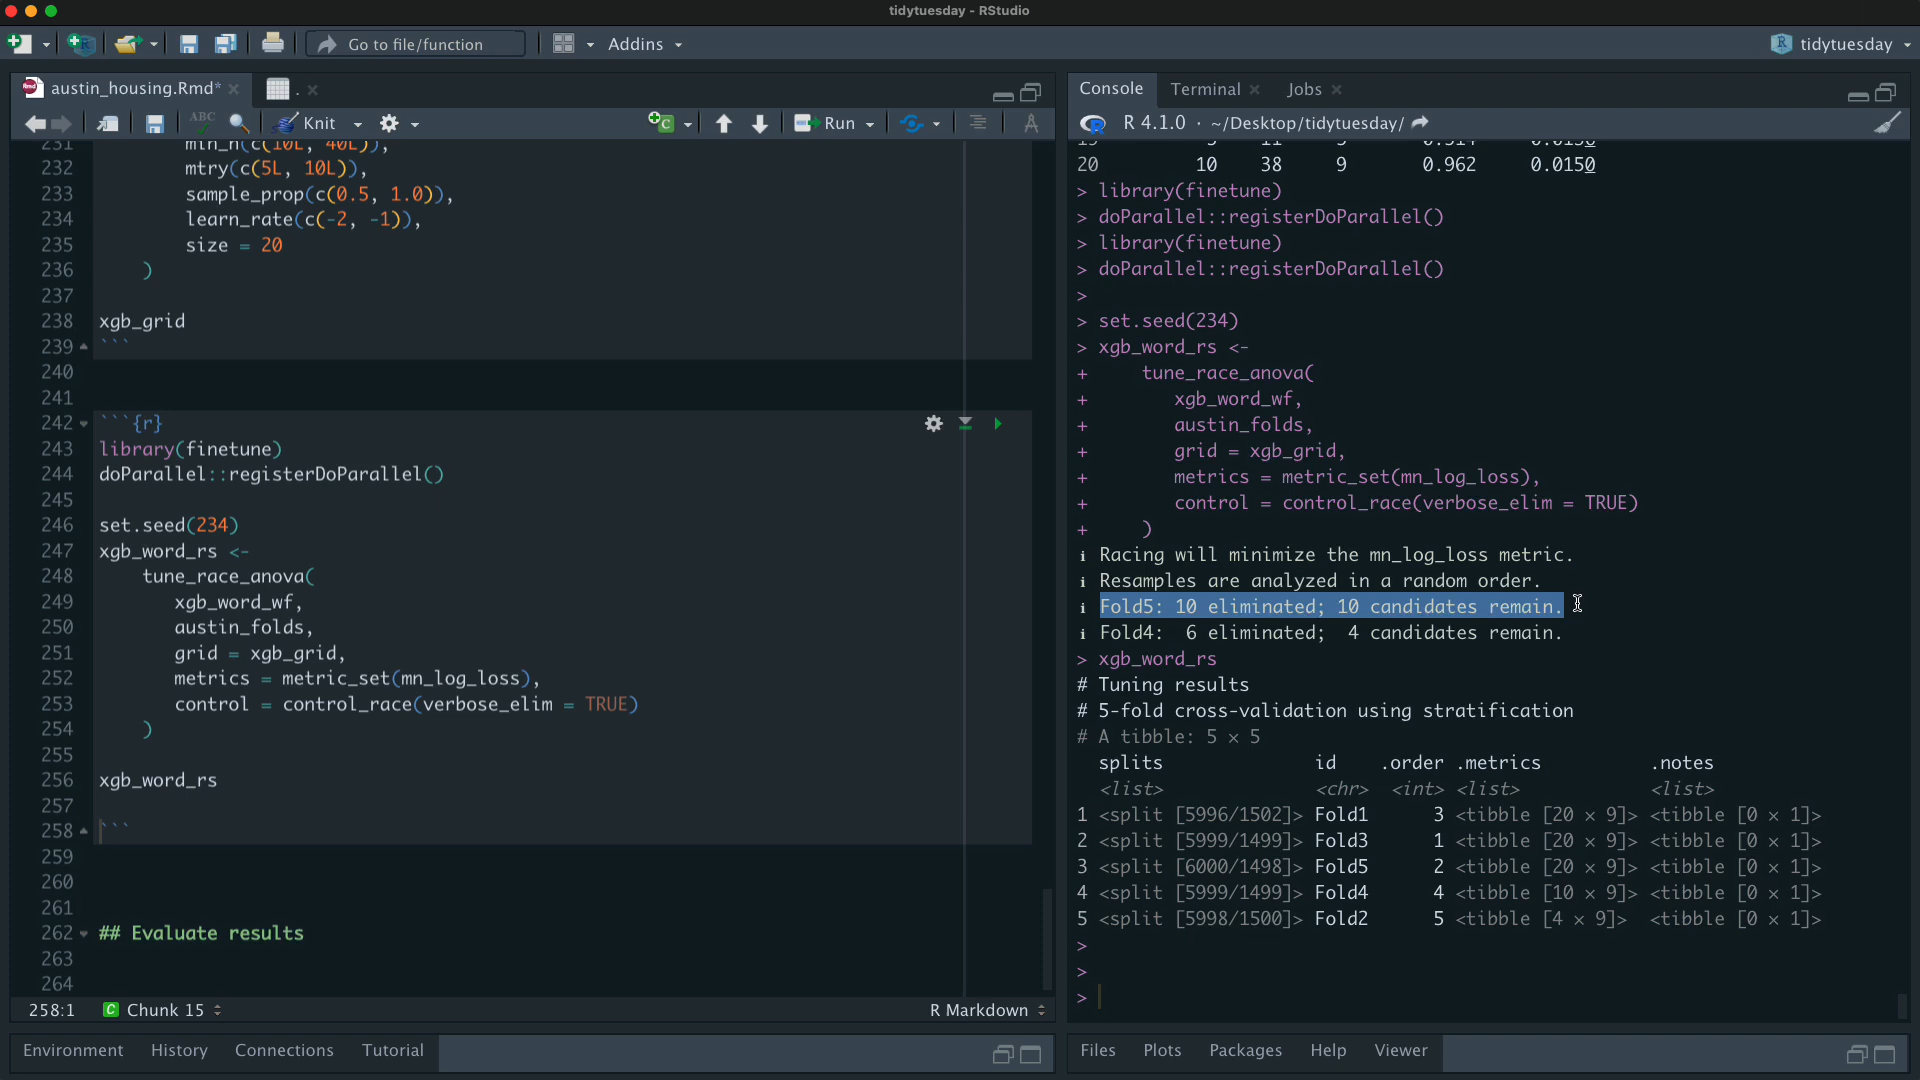 tidytuesday - RStudio
Go to file/function
Addins
tidytuesday
austin_housing.Rmd*
.
ABC
Knit
Run
231 min_n(c(10L, 40L)),
232 mtry(c(5L, 10L)),
233 sample_prop(c(0.5, 1.0)),
234 learn_rate(c(-2, -1)),
235 size = 20
236 )
237
238 xgb_grid
239 ```
240
241
242 ```{r}
243 library(finetune)
244 doParallel::registerDoParallel()
245
246 set.seed(234)
247 xgb_word_rs <-
248 tune_race_anova(
249 xgb_word_wf,
250 austin_folds,
251 grid = xgb_grid,
252 metrics = metric_set(mn_log_loss),
253 control = control_race(verbose_elim = TRUE)
254 )
255
256 xgb_word_rs
257
258 ```
259
260
261
262 ## Evaluate results
263
264
258:1
C Chunk 15
R Markdown
Environment History Connections Tutorial
Console Terminal Jobs
R 4.1.0 · ~/Desktop/tidytuesday/
20 10 38 9 0.962 0.0150
> library(finetune)
> doParallel::registerDoParallel()
> library(finetune)
> doParallel::registerDoParallel()
>
> set.seed(234)
> xgb_word_rs <-
+ tune_race_anova(
+ xgb_word_wf,
+ austin_folds,
+ grid = xgb_grid,
+ metrics = metric_set(mn_log_loss),
+ control = control_race(verbose_elim = TRUE)
+ )
i Racing will minimize the mn_log_loss metric.
i Resamples are analyzed in a random order.
i Fold5: 10 eliminated; 10 candidates remain.
i Fold4: 6 eliminated; 4 candidates remain.
> xgb_word_rs
# Tuning results
# 5-fold cross-validation using stratification
# A tibble: 5 × 5
splits id .order .metrics .notes
<list> <chr> <int> <list> <list>
1 <split [5996/1502]> Fold1 3 <tibble [20 × 9]> <tibble [0 × 1]>
2 <split [5999/1499]> Fold3 1 <tibble [20 × 9]> <tibble [0 × 1]>
3 <split [6000/1498]> Fold5 2 <tibble [20 × 9]> <tibble [0 × 1]>
4 <split [5999/1499]> Fold4 4 <tibble [10 × 9]> <tibble [0 × 1]>
5 <split [5998/1500]> Fold2 5 <tibble [4 × 9]> <tibble [0 × 1]>
>
>
>
Files Plots Packages Help Viewer